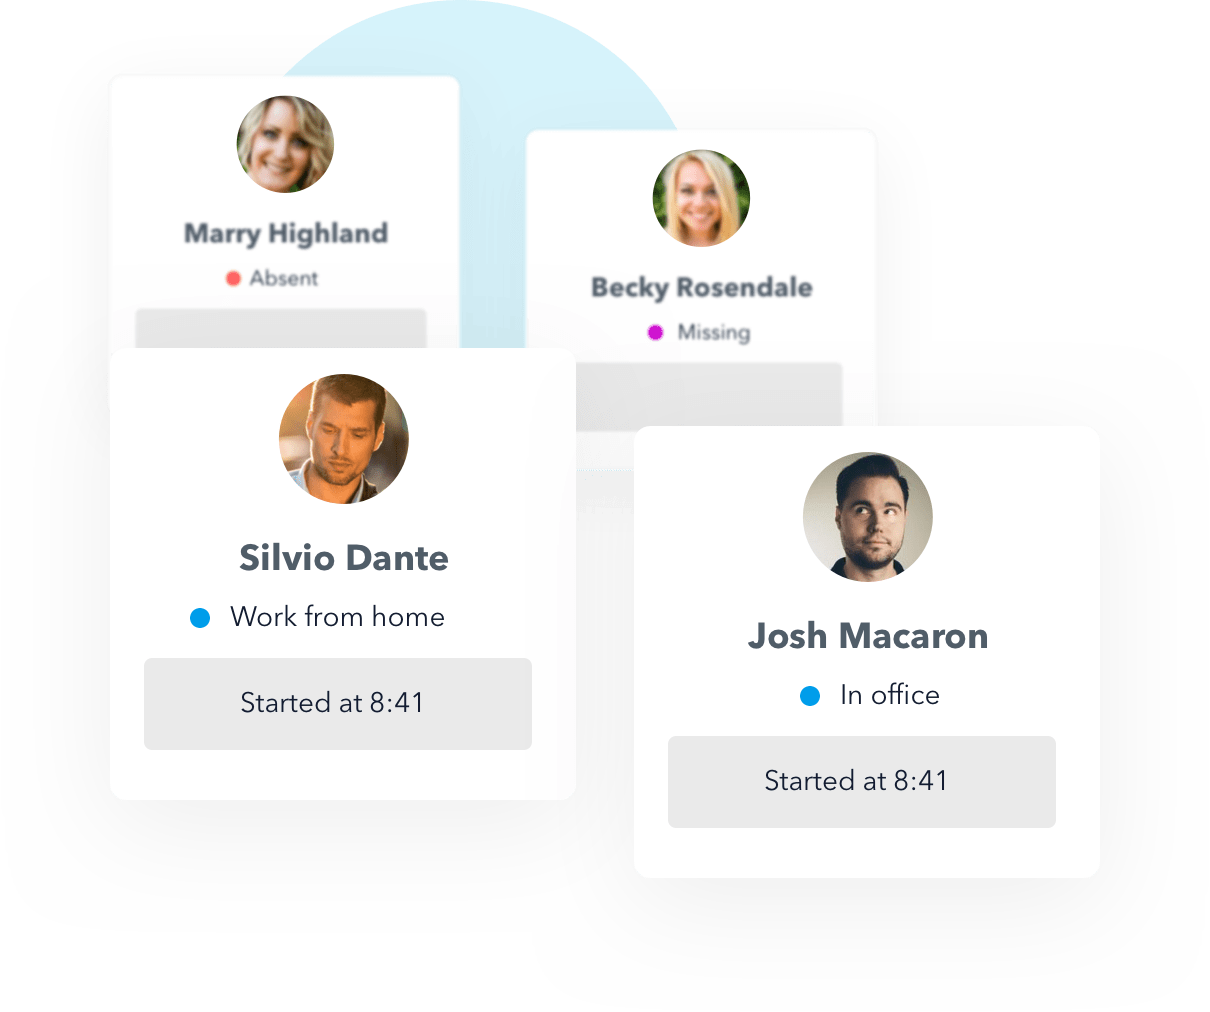 Marry Highland
Absent
Becky Rosendale
Missing
Silvio Dante
Work from home
Started at 8:41
Josh Macaron
In office
Started at 8:41